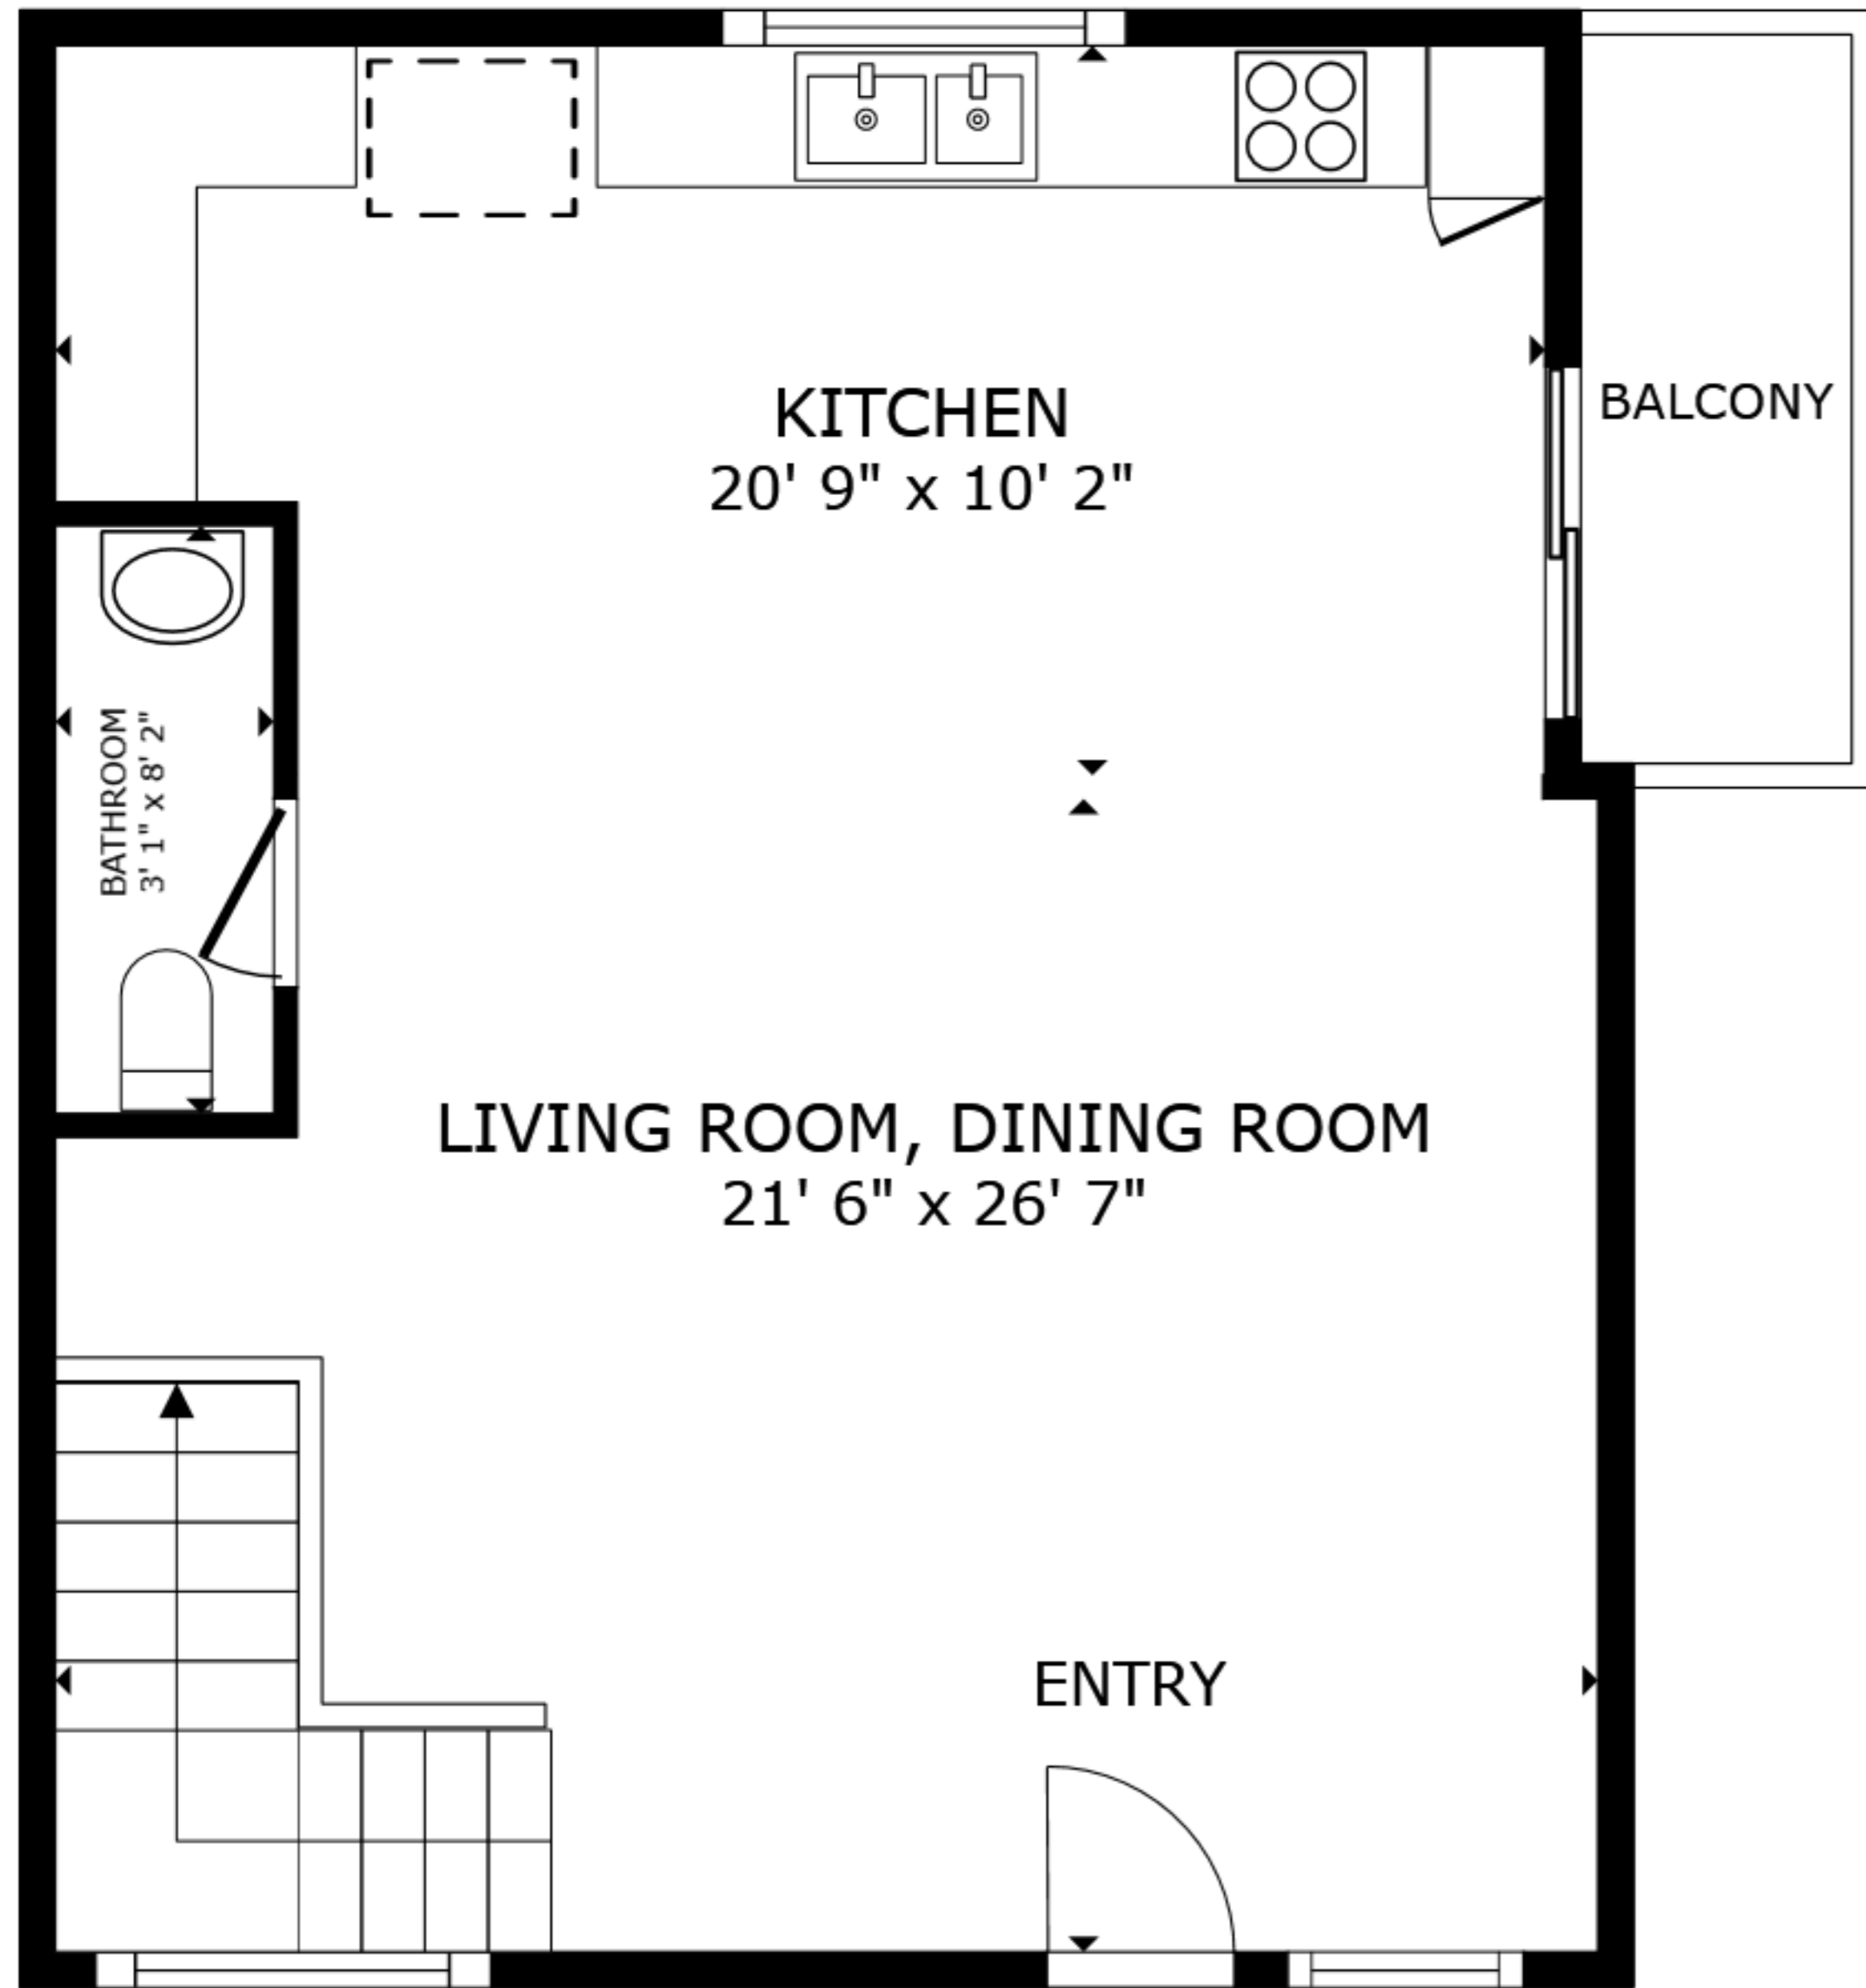 KITCHEN
20' 9" x 10' 2"
BALCONY
BATHROOM
3' 1" x 8' 2"
LIVING ROOM, DINING ROOM
21' 6" x 26' 7"
ENTRY